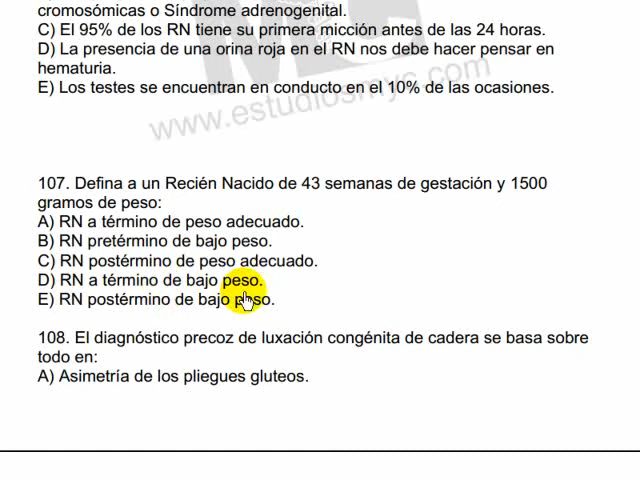 cromosómicas o Síndrome adrenogenital.
C) El 95% de los RN tiene su primera micción antes de las 24 horas.
D) La presencia de una orina roja en el RN nos debe hacer pensar en
hematuria.
E) Los testes se encuentran en conducto en el 10% de las ocasiones.
www.estudiosmyc.com
107. Defina a un Recién Nacido de 43 semanas de gestación y 1500
gramos de peso:
A) RN a término de peso adecuado.
B) RN pretérmino de bajo peso.
C) RN postérmino de peso adecuado.
D) RN a término de bajo peso.
E) RN postérmino de bajo peso.
108. El diagnóstico precoz de luxación congénita de cadera se basa sobre
todo en:
A) Asimetría de los pliegues gluteos.